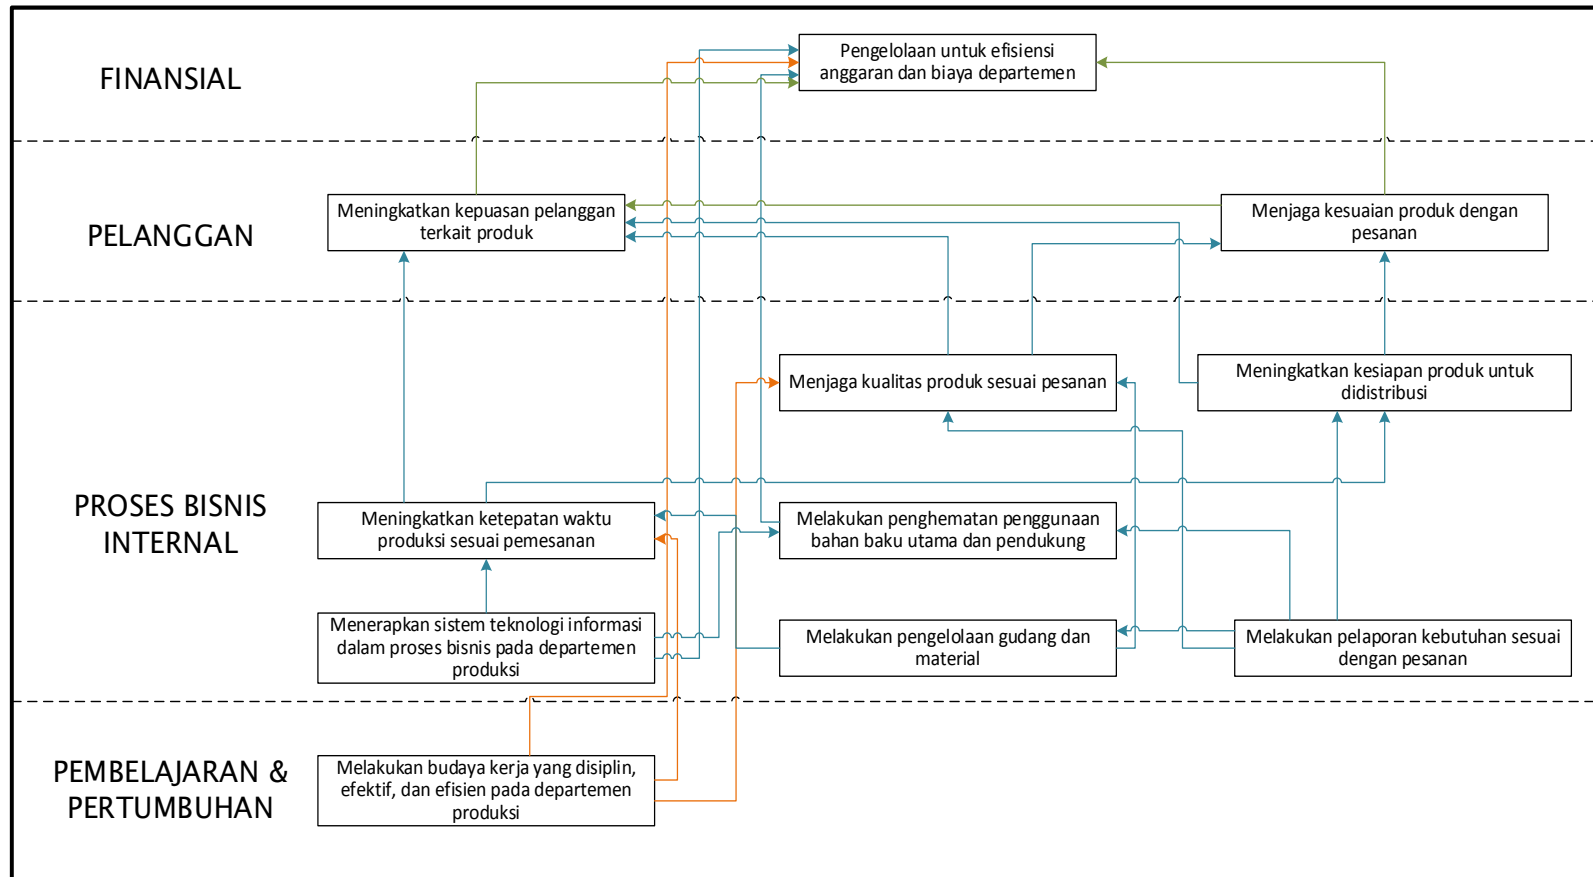 FINANSIAL
Pengelolaan untuk efisiensi
anggaran dan biaya departemen
PELANGGAN
Meningkatkan kepuasan pelanggan
terkait produk
Menjaga kesuaian produk dengan
pesanan
PROSES BISNIS
INTERNAL
Menjaga kualitas produk sesuai pesanan
Meningkatkan kesiapan produk untuk
didistribusi
Meningkatkan ketepatan waktu
produksi sesuai pemesanan
Melakukan penghematan penggunaan
bahan baku utama dan pendukung
Menerapkan sistem teknologi informasi
dalam proses bisnis pada departemen
produksi
Melakukan pengelolaan gudang dan
material
Melakukan pelaporan kebutuhan sesuai
dengan pesanan
PEMBELAJARAN &
PERTUMBUHAN
Melakukan budaya kerja yang disiplin,
efektif, dan efisien pada departemen
produksi